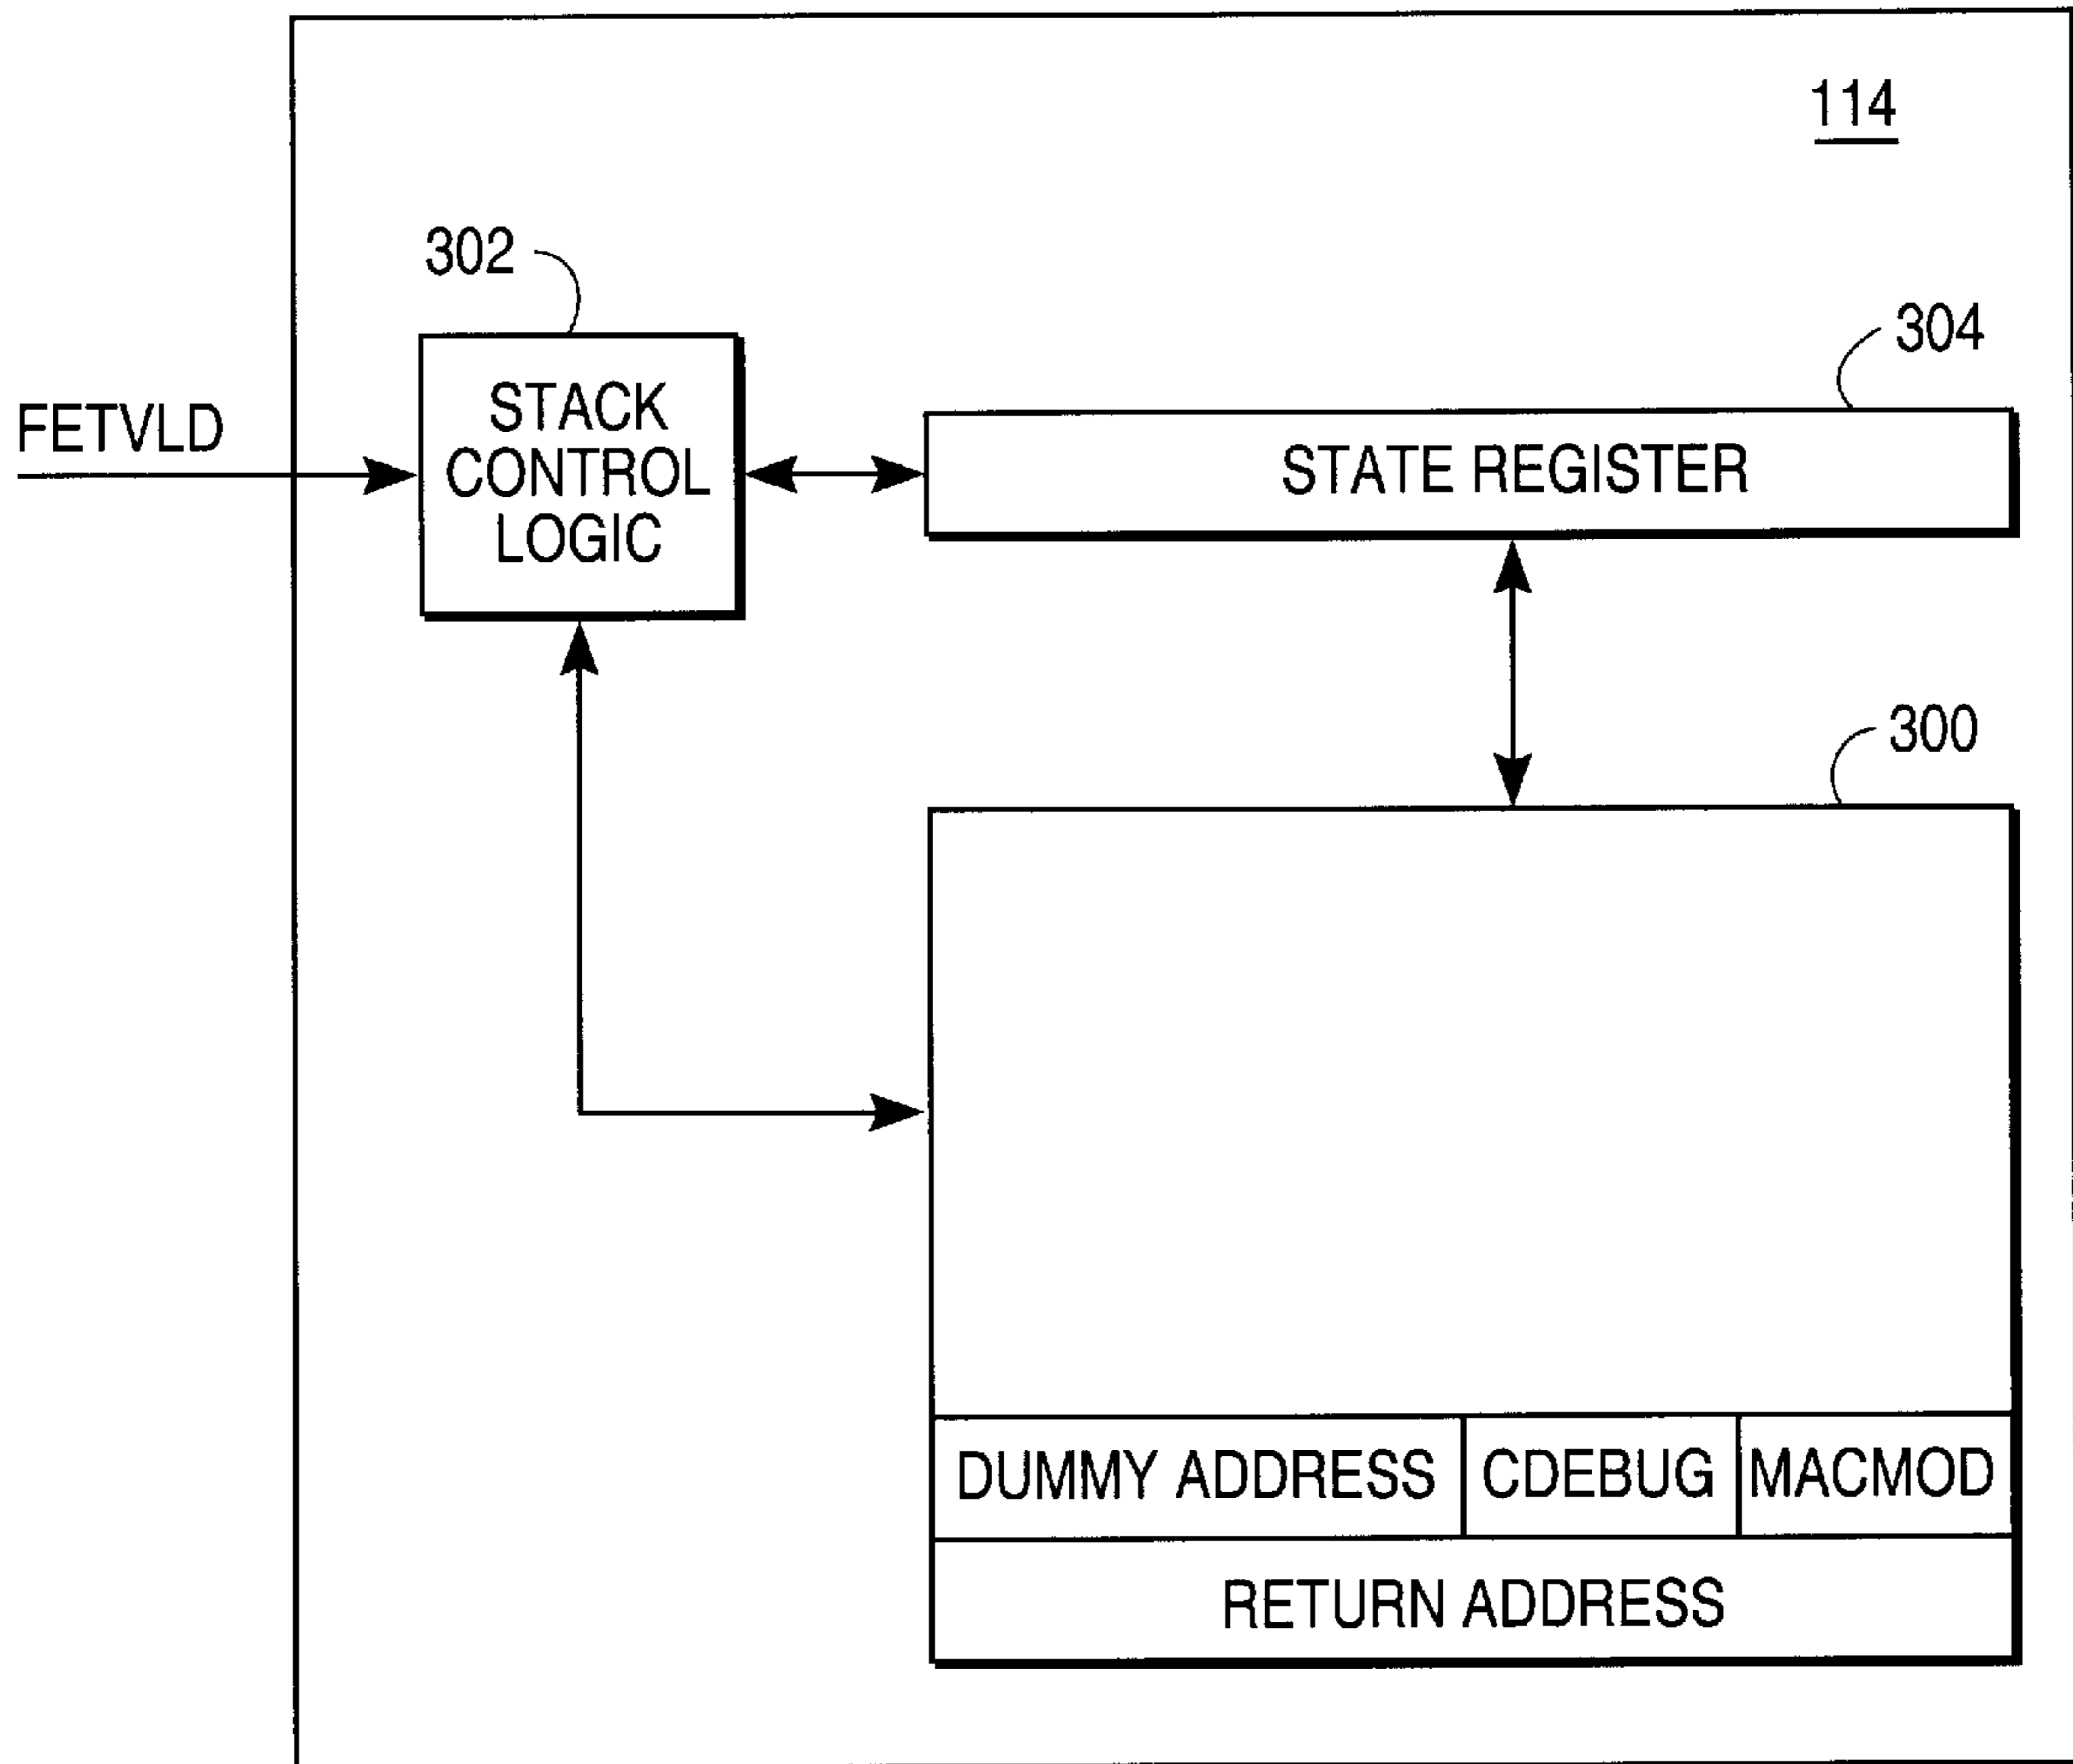 114
302
304
FETVLD
STACK
CONTROL
LOGIC
STATE REGISTER
300
DUMMY ADDRESS CDEBUG MACMOD
RETURN ADDRESS